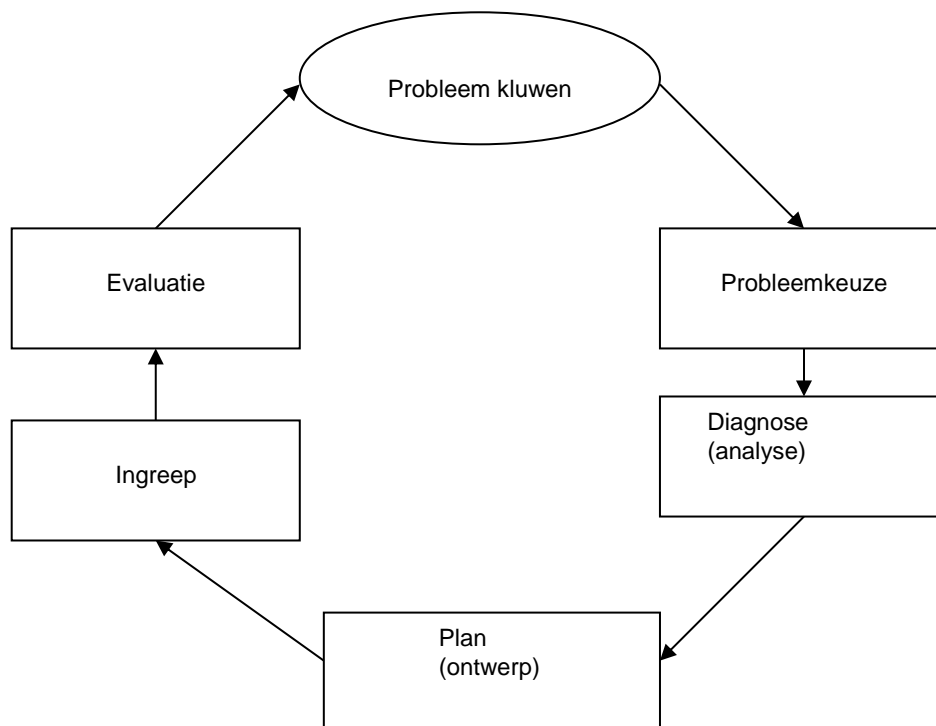 Probleem kluwen
Evaluatie
Probleemkeuze
Diagnose
(analyse)
Ingreep
Plan
(ontwerp)